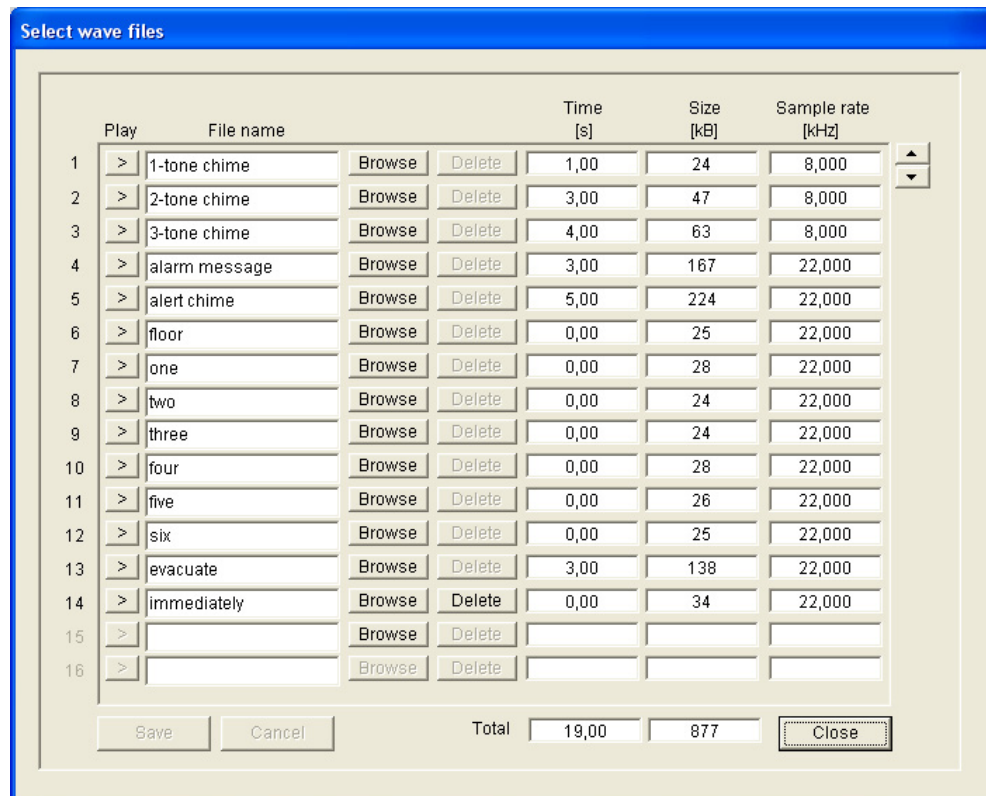 Select wave files
Time Size Sample rate
Play File name [s] [kB] [kHz]
1 > 1-tone chime Browse Delete 1,00 24 8,000
2 > 2-tone chime Browse Delete 3,00 47 8,000
3 > 3-tone chime Browse Delete 4,00 63 8,000
4 > alarm message Browse Delete 3,00 167 22,000
5 > alert chime Browse Delete 5,00 224 22,000
6 > floor Browse Delete 0,00 25 22,000
7 > one Browse Delete 0,00 28 22,000
8 > two Browse Delete 0,00 24 22,000
9 > three Browse Delete 0,00 24 22,000
10 > four Browse Delete 0,00 28 22,000
11 > five Browse Delete 0,00 26 22,000
12 > six Browse Delete 0,00 25 22,000
13 > evacuate Browse Delete 3,00 138 22,000
14 > immediately Browse Delete 0,00 34 22,000
15 > Browse Delete
16 > Browse Delete
Save Cancel Total 19,00 877 Close